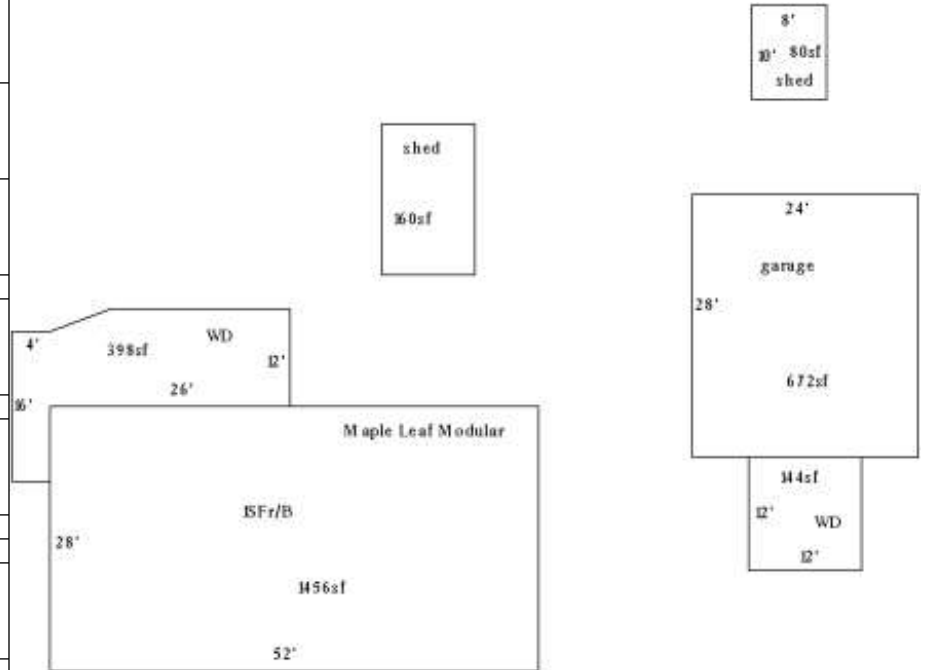 8'
10' 80sf
shed
shed
160sf
24'
garage
28'
672sf
4'
398sf
WD
12'
26'
16'
Maple Leaf Modular
1SFr/B
28'
1456sf
52'
144sf
12'
WD
12'